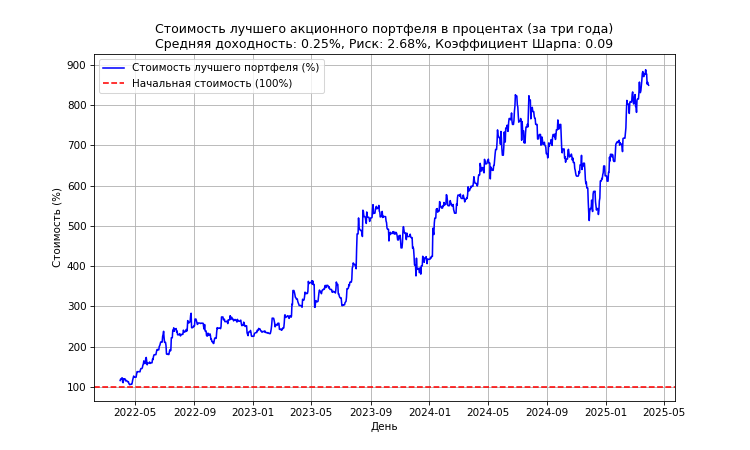 Стоимость лучшего акционного портфеля в процентах (за три года)
Средняя доходность: 0.25%, Риск: 2.68%, Коэффициент Шарпа: 0.09
Стоимость лучшего портфеля (%)
Начальная стоимость (100%)
Стоимость (%)
900
800
700
600
500
400
300
200
100
2022-05 2022-09 2023-01 2023-05 2023-09 2024-01 2024-05 2024-09 2025-01 2025-05
День